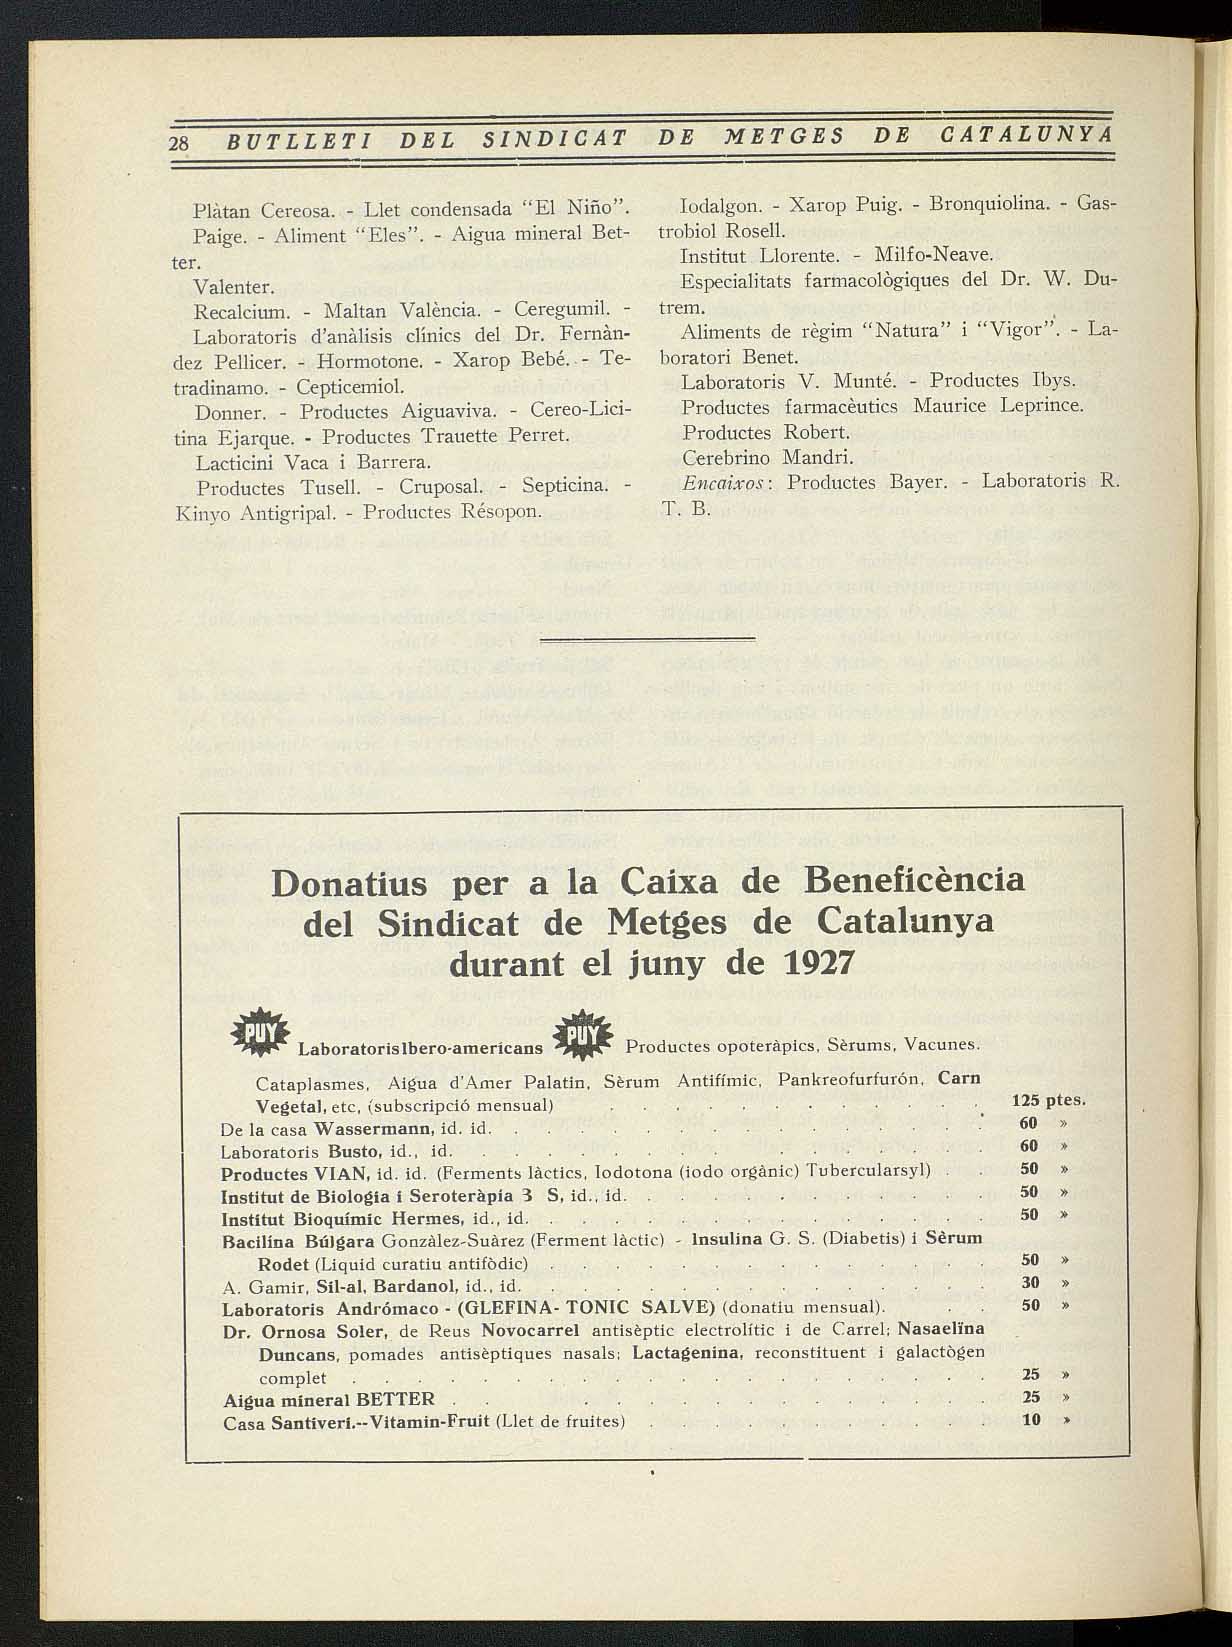 28 BUTLLETI DEL SINDICAT DE METGES DE CATALUNYA
Plàtan Cereosa. - Llet condensada “El Niño”.
Paige. - Aliment “Eles”. - Aigua mineral Bet-
ter.
Valenter.
Recalcium. - Maltan València. - Ceregumil. -
Laboratoris d'anàlisis clínics del Dr. Fernàn-
dez Pellicer. - Hormotone. - Xarop Bebé. - Te-
tradinamo. - Cepticemiol.
Donner. - Productes Aiguaviva. - Cereo-Lici-
tina Ejarque. - Productes Trauette Perret.
Lacticini Vaca i Barrera.
Productes Tusell. - Cruposal. - Septicina. -
Kinyo Antigripal. - Productes Résopon.
Iodalgon. - Xarop Puig. - Bronquiolina. - Gas-
trobiol Rosell.
Institut Llorente. - Milfo-Neave.
Especialitats farmacològiques del Dr. W. Du-
trem.
Aliments de règim “Natura” i “Vigor”. - La-
boratori Benet.
Laboratoris V. Munté. - Productes Ibys.
Productes farmacèutics Maurice Leprince.
Productes Robert.
Cerebrino Mandri.
Encaixos: Productes Bayer. - Laboratoris R.
T. B.
Donatius per a la Caixa de Beneficència
del Sindicat de Metges de Catalunya
durant el juny de 1927
PUY Laboratoris Ibero-americans PUY Productes opoteràpics, Sèrums, Vacunes.
Cataplasmes, Aigua d'Amer Palatin, Sèrum Antifímic, Pankreofurfurón, Carn
Vegetal, etc, (subscripció mensual) . . . . . . . . . . . . 125 ptes.
De la casa Wassermann, id. id. . . . . . . . . . . . . . . . 60 »
Laboratoris Busto, id., id. . . . . . . . . . . . . . . . 60 »
Productes VIAN, id. id. (Ferments làctics, Iodotona (iodo orgànic) Tubercularsyl) . . 50 »
Institut de Biologia i Seroteràpia 3 S, id., id. . . . . . . . . . . . 50 »
Institut Bioquímic Hermes, id., id. . . . . . . . . . . . . . . 50 »
Bacilina Búlgara Gonzàlez-Suàrez (Ferment làctic) - Insulina G. S. (Diabetis) i Sèrum
Rodet (Liquid curatiu antifòdic) . . . . . . . . . . . . . . 50 »
A. Gamir, Sil-al, Bardanol, id., id. . . . . . . . . . . . . . . 30 »
Laboratoris Andrómaco - (GLEFINA- TONIC SALVE) (donatiu mensual). . . . 50 »
Dr. Ornosa Soler, de Reus Novocarrel antisèptic electrolític i de Carrel; Nasaelïna
Duncans, pomades antisèptiques nasals; Lactagenina, reconstituent i galactògen
complet . . . . . . . . . . . . . . . . . . . . 25 »
Aigua mineral BETTER . . . . . . . . . . . . . . . . . 25 »
Casa Santiveri.--Vitamin-Fruit (Llet de fruites) . . . . . . . . . . . 10 »